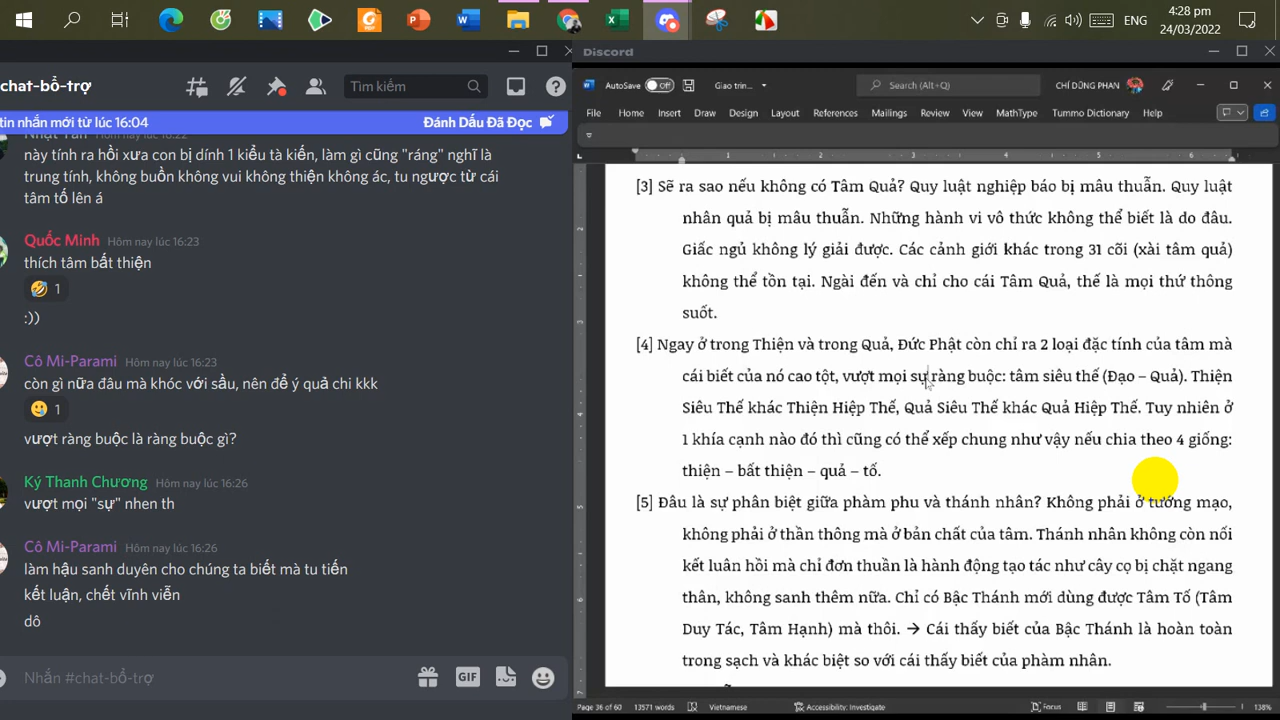 ENG
4:28 pm
24/03/2022
chat-bổ-trợ
Tìm kiếm
tin nhắn mới từ lúc 16:04
Đánh Dấu Đã Đọc
Nhật Tân Hôm nay lúc 16:22
này tính ra hồi xưa con bị dính 1 kiểu tà kiến, làm gì cũng "ráng" nghĩ là
trung tính, không buồn không vui không thiện không ác, tu ngược từ cái
tâm tố lên á
Quốc Minh Hôm nay lúc 16:23
thích tâm bất thiện
1
:))
Cô Mi-Parami Hôm nay lúc 16:23
còn gì nữa đâu mà khóc với sầu, nên để ý quả chi kkk
1
vượt ràng buộc là ràng buộc gì?
Ký Thanh Chương Hôm nay lúc 16:26
vượt mọi "sự" nhen th
Cô Mi-Parami Hôm nay lúc 16:26
làm hậu sanh duyên cho chúng ta biết mà tu tiến
kết luận, chết vĩnh viễn
dô
Nhắn #chat-bổ-trợ
GIF
Discord
AutoSave Off
Giao trìn...
Search (Alt+Q)
CHÍ DŨNG PHAN
File Home Insert Draw Design Layout References Mailings Review View MathType Tummo Dictionary Help
1 2 3 4 5 6
[3] Sẽ ra sao nếu không có Tâm Quả? Quy luật nghiệp báo bị mâu thuẫn. Quy luật
nhân quả bị mâu thuẫn. Những hành vi vô thức không thể biết là do đâu.
Giấc ngủ không lý giải được. Các cảnh giới khác trong 31 cõi (xài tâm quả)
không thể tồn tại. Ngài đến và chỉ cho cái Tâm Quả, thế là mọi thứ thông
suốt.
[4] Ngay ở trong Thiện và trong Quả, Đức Phật còn chỉ ra 2 loại đặc tính của tâm mà
cái biết của nó cao tột, vượt mọi sự ràng buộc: tâm siêu thế (Đạo – Quả). Thiện
Siêu Thế khác Thiện Hiệp Thế, Quả Siêu Thế khác Quả Hiệp Thế. Tuy nhiên ở
1 khía cạnh nào đó thì cũng có thể xếp chung như vậy nếu chia theo 4 giống:
thiện – bất thiện – quả – tố.
[5] Đâu là sự phân biệt giữa phàm phu và thánh nhân? Không phải ở tướng mạo,
không phải ở thần thông mà ở bản chất của tâm. Thánh nhân không còn nối
kết luân hồi mà chỉ đơn thuần là hành động tạo tác như cây cọ bị chặt ngang
thân, không sanh thêm nữa. Chỉ có Bậc Thánh mới dùng được Tâm Tố (Tâm
Duy Tác, Tâm Hạnh) mà thôi. → Cái thấy biết của Bậc Thánh là hoàn toàn
trong sạch và khác biệt so với cái thấy biết của phàm nhân.
Page 36 of 60 13571 words Vietnamese Accessibility: Investigate Focus 138%